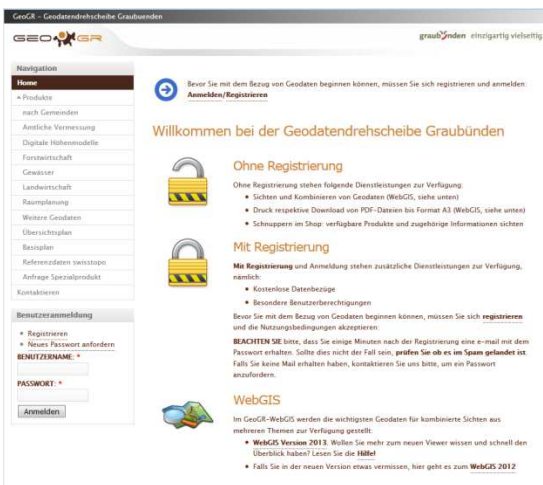 GeoGR - Geodatendrehscheibe Graubuenden
GEOGR
graubünden einzigartig vielseitig
Navigation
Home
Produkte
nach Gemeinden
Amtliche Vermessung
Digitale Höhenmodelle
Forstwirtschaft
Gewässer
Landwirtschaft
Raumplanung
Weitere Geodaten
Übersichtsplan
Basisplan
Referenzdaten swisstopo
Anfrage Spezialprodukt
Kontaktieren
Benutzeranmeldung
Registrieren
Neues Passwort anfordern
BENUTZERNAME: *
PASSWORT: *
Anmelden
Bevor Sie mit dem Bezug von Geodaten beginnen können, müssen Sie sich registrieren und anmelden:
Anmelden/Registrieren
Willkommen bei der Geodatendrehscheibe Graubünden
Ohne Registrierung
Ohne Registrierung stehen folgende Dienstleistungen zur Verfügung:
Sichten und Kombinieren von Geodaten (WebGIS, siehe unten)
Druck respektive Download von PDF-Dateien bis Format A3 (WebGIS, siehe unten)
Schnuppern im Shop: verfügbare Produkte und zugehörige Informationen sichten
Mit Registrierung
Mit Registrierung und Anmeldung stehen zusätzliche Dienstleistungen zur Verfügung,
nämlich:
Kostenlose Datenbezüge
Besondere Benutzerberechtigungen
Bevor Sie mit dem Bezug von Geodaten beginnen können, müssen Sie sich registrieren
und die Nutzungsbedingungen akzeptieren.
BEACHTEN SIE bitte, dass Sie einige Minuten nach der Registrierung eine e-mail mit dem
Passwort erhalten. Sollte dies nicht der Fall sein, prüfen Sie ob es im Spam gelandet ist.
Falls Sie keine Mail erhalten haben, kontaktieren Sie uns bitte, um ein Passwort
anzufordern.
WebGIS
Im GeoGR-WebGIS werden die wichtigsten Geodaten für kombinierte Sichten aus
mehreren Themen zur Verfügung gestellt:
WebGIS Version 2013. Wollen Sie mehr zum neuen Viewer wissen und schnell den
Überblick haben? Lesen Sie die Hilfe!
Falls Sie in der neuen Version etwas vermissen, hier geht es zum WebGIS 2012